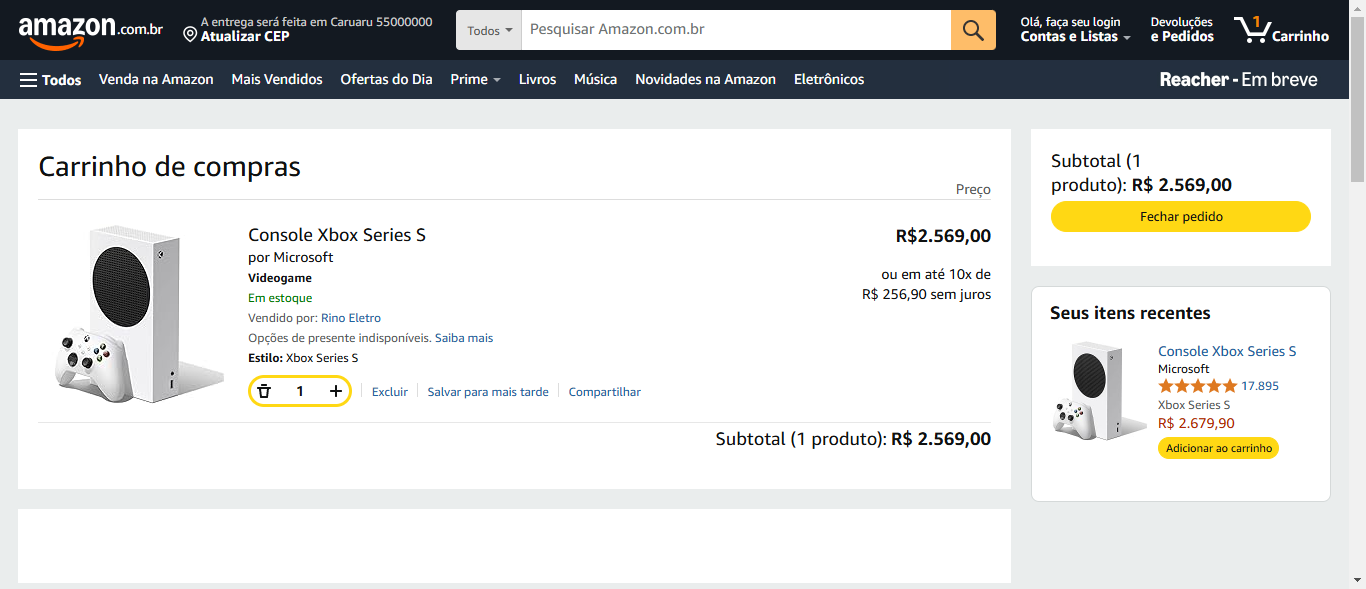 amazon.com.br
A entrega será feita em Caruaru 55000000
Atualizar CEP
Todos
Pesquisar Amazon.com.br
Olá, faça seu login
Contas e Listas
Devoluções
e Pedidos
1
Carrinho
Todos
Venda na Amazon
Mais Vendidos
Ofertas do Dia
Prime
Livros
Música
Novidades na Amazon
Eletrônicos
Reacher - Em breve
Carrinho de compras
Preço
Console Xbox Series S
R$2.569,00
por Microsoft
Videogame
ou em até 10x de
R$ 256,90 sem juros
Em estoque
Vendido por: Rino Eletro
Opções de presente indisponíveis. Saiba mais
Estilo: Xbox Series S
1
Excluir
Salvar para mais tarde
Compartilhar
Subtotal (1 produto): R$ 2.569,00
Subtotal (1
produto): R$ 2.569,00
Fechar pedido
Seus itens recentes
Console Xbox Series S
Microsoft
17.895
Xbox Series S
R$ 2.679,90
Adicionar ao carrinho